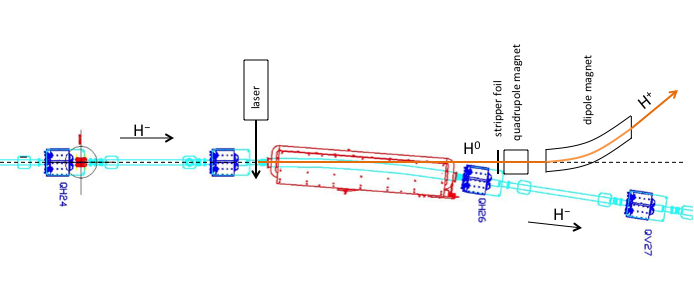 laser
stripper foil
quadrupole magnet
dipole magnet
H⁻
H⁰
H⁺
QH24
QH26
H⁻
QV27